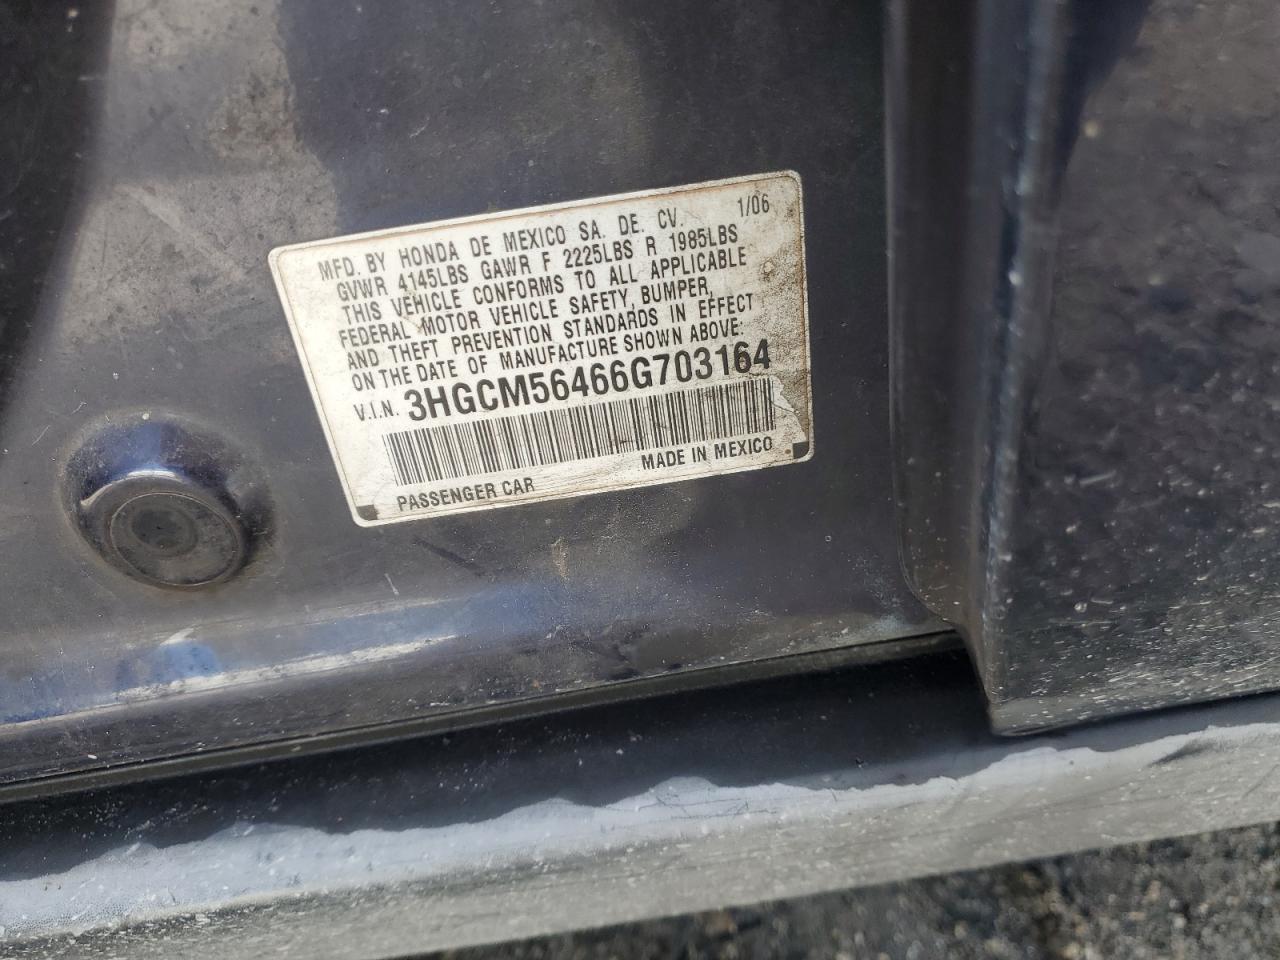 MFD. BY HONDA DE MEXICO SA. DE. CV. 1/06
GVWR 4145LBS GAWR F 2225LBS R 1985LBS
THIS VEHICLE CONFORMS TO ALL APPLICABLE
FEDERAL MOTOR VEHICLE SAFETY, BUMPER,
AND THEFT PREVENTION STANDARDS IN EFFECT
ON THE DATE OF MANUFACTURE SHOWN ABOVE:
V.I.N. 3HGCM56466G703164
MADE IN MEXICO
PASSENGER CAR